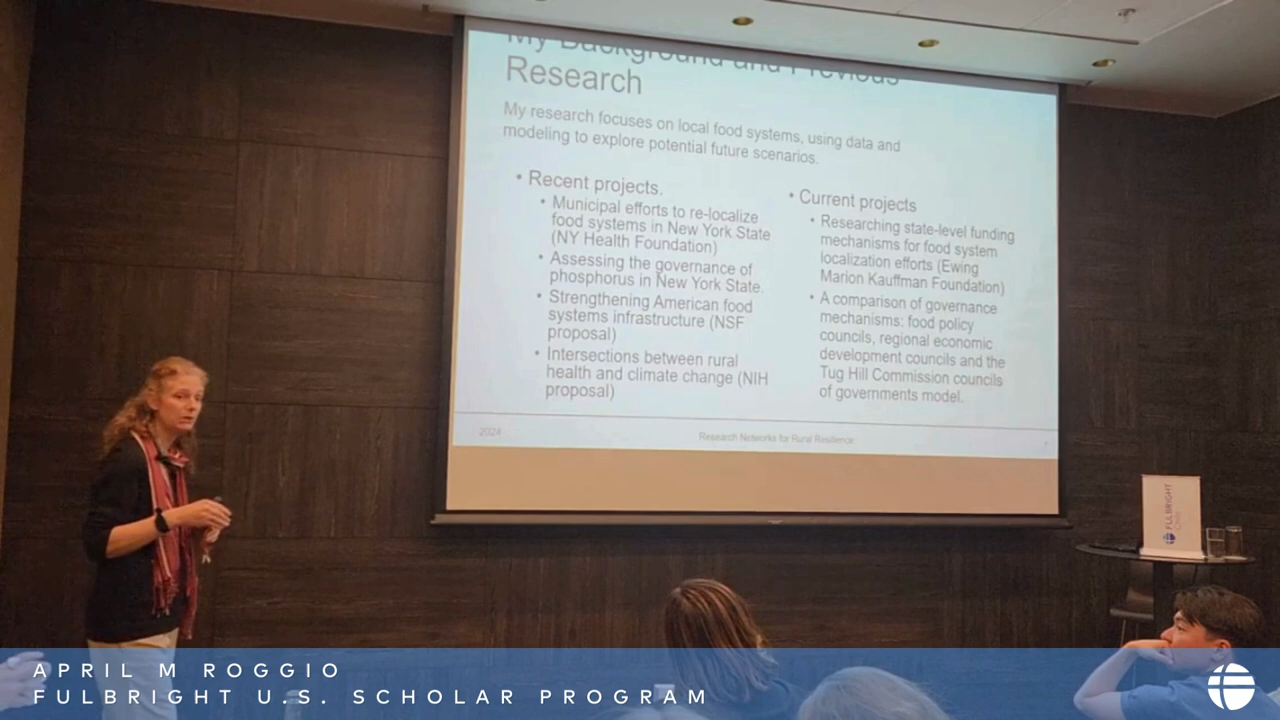 My Background and Previous
Research
My research focuses on local food systems, using data and
modeling to explore potential future scenarios.
• Recent projects.
• Municipal efforts to re-localize
food systems in New York State
(NY Health Foundation)
• Assessing the governance of
phosphorus in New York State.
• Strengthening American food
systems infrastructure (NSF
proposal)
• Intersections between rural
health and climate change (NIH
proposal)
• Current projects
• Researching state-level funding
mechanisms for food system
localization efforts (Ewing
Marion Kauffman Foundation)
• A comparison of governance
mechanisms: food policy
councils, regional economic
development councils and the
Tug Hill Commission councils
of governments model.
2024
Research Networks for Rural Resilience
FULBRIGHT
APRIL M ROGGIO
FULBRIGHT U.S. SCHOLAR PROGRAM